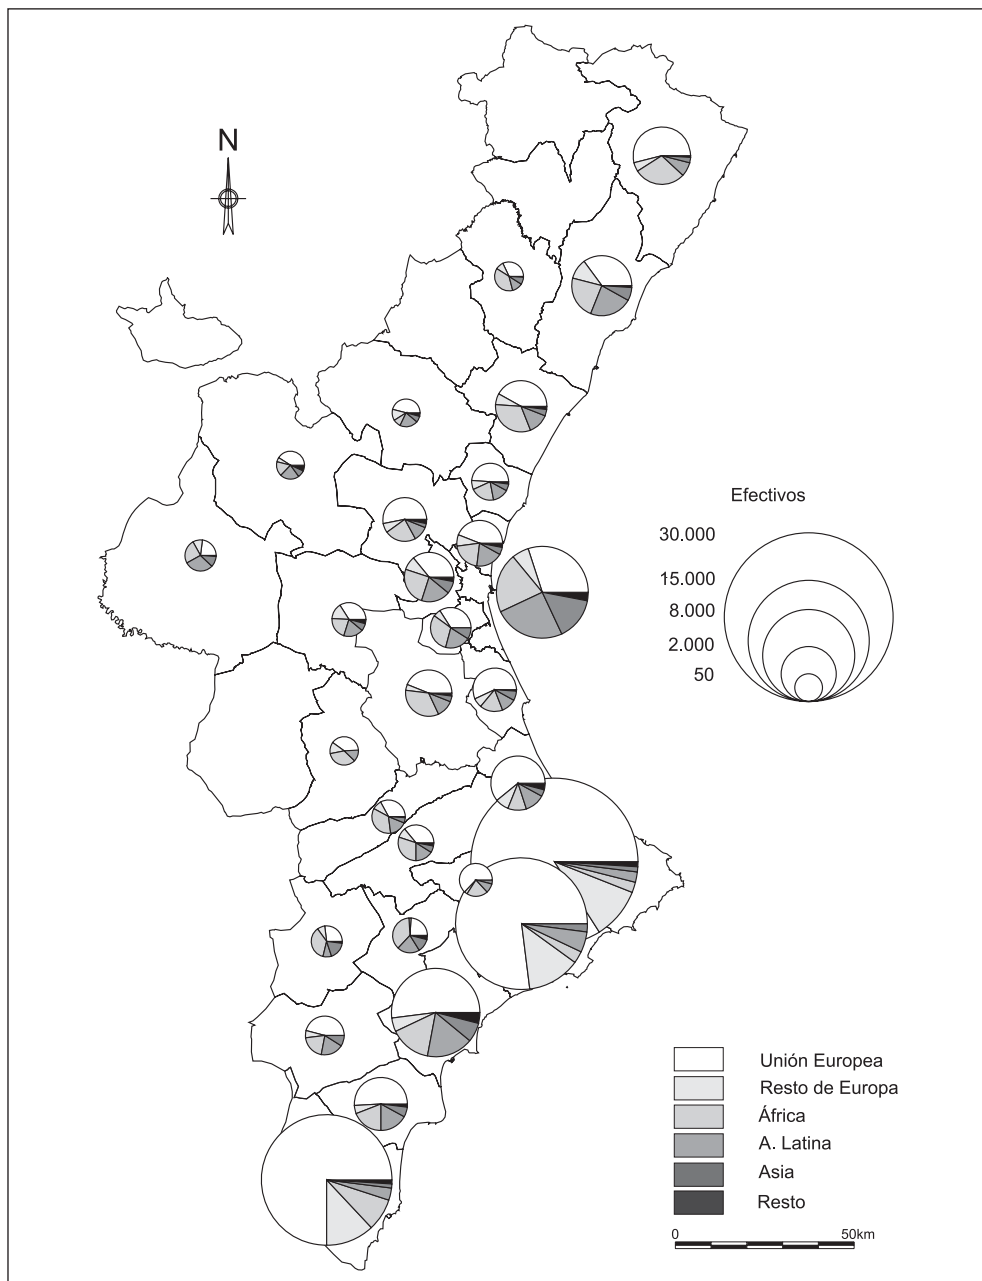 N
Efectivos
30.000
15.000
8.000
2.000
50
Unión Europea
Resto de Europa
África
A. Latina
Asia
Resto
0 50km